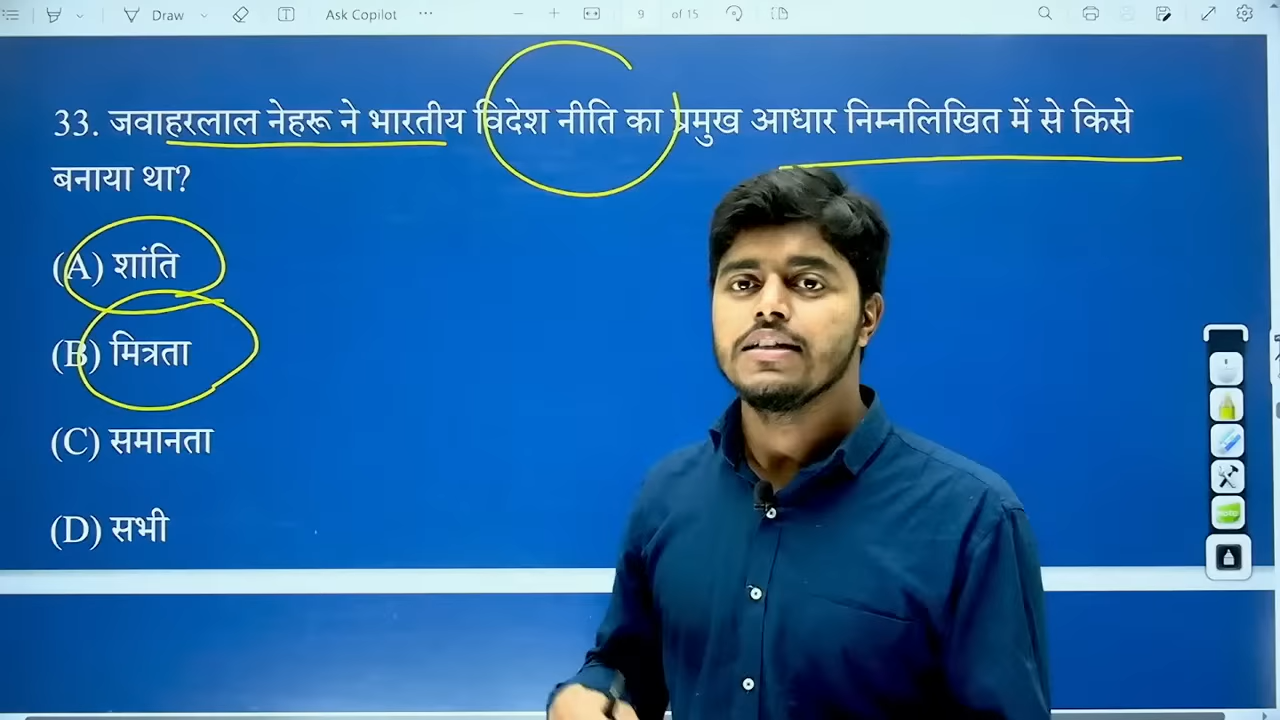 Draw
Ask Copilot
9 of 15
33. जवाहरलाल नेहरू ने भारतीय विदेश नीति का प्रमुख आधार निम्नलिखित में से किसे
बनाया था?
(A) शांति
(B) मित्रता
(C) समानता
(D) सभी